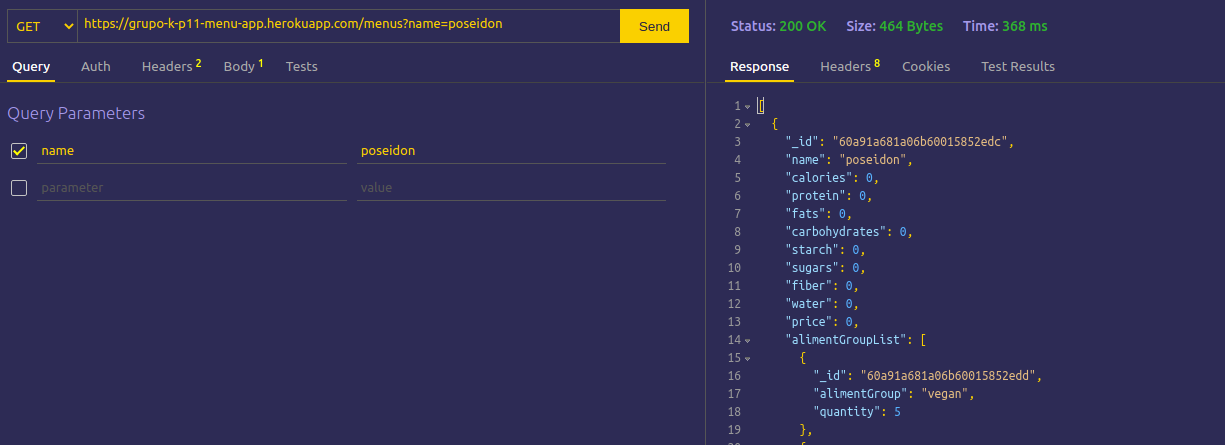 GET https://grupo-k-p11-menu-app.herokuapp.com/menus?name=poseidon Send
Query Auth Headers 2 Body 1 Tests
Query Parameters
name poseidon
parameter value
Status: 200 OK Size: 464 Bytes Time: 368 ms
Response Headers 8 Cookies Test Results
1 [
2 {
3 "_id": "60a91a681a06b60015852edc",
4 "name": "poseidon",
5 "calories": 0,
6 "protein": 0,
7 "fats": 0,
8 "carbohydrates": 0,
9 "starch": 0,
10 "sugars": 0,
11 "fiber": 0,
12 "water": 0,
13 "price": 0,
14 "alimentGroupList": [
15 {
16 "_id": "60a91a681a06b60015852edd",
17 "alimentGroup": "vegan",
18 "quantity": 5
19 },